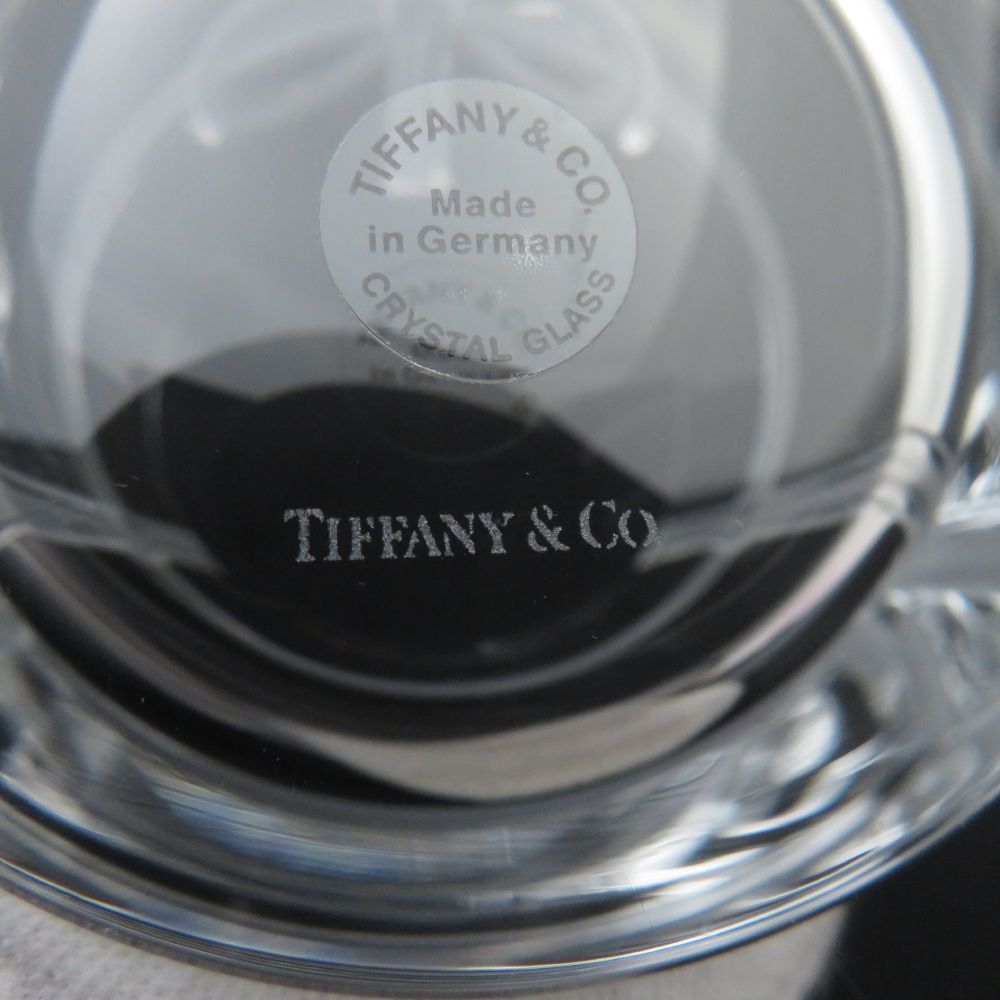 TIFFANY & CO.
Made
in Germany
CRYSTAL GLASS
TIFFANY & CO